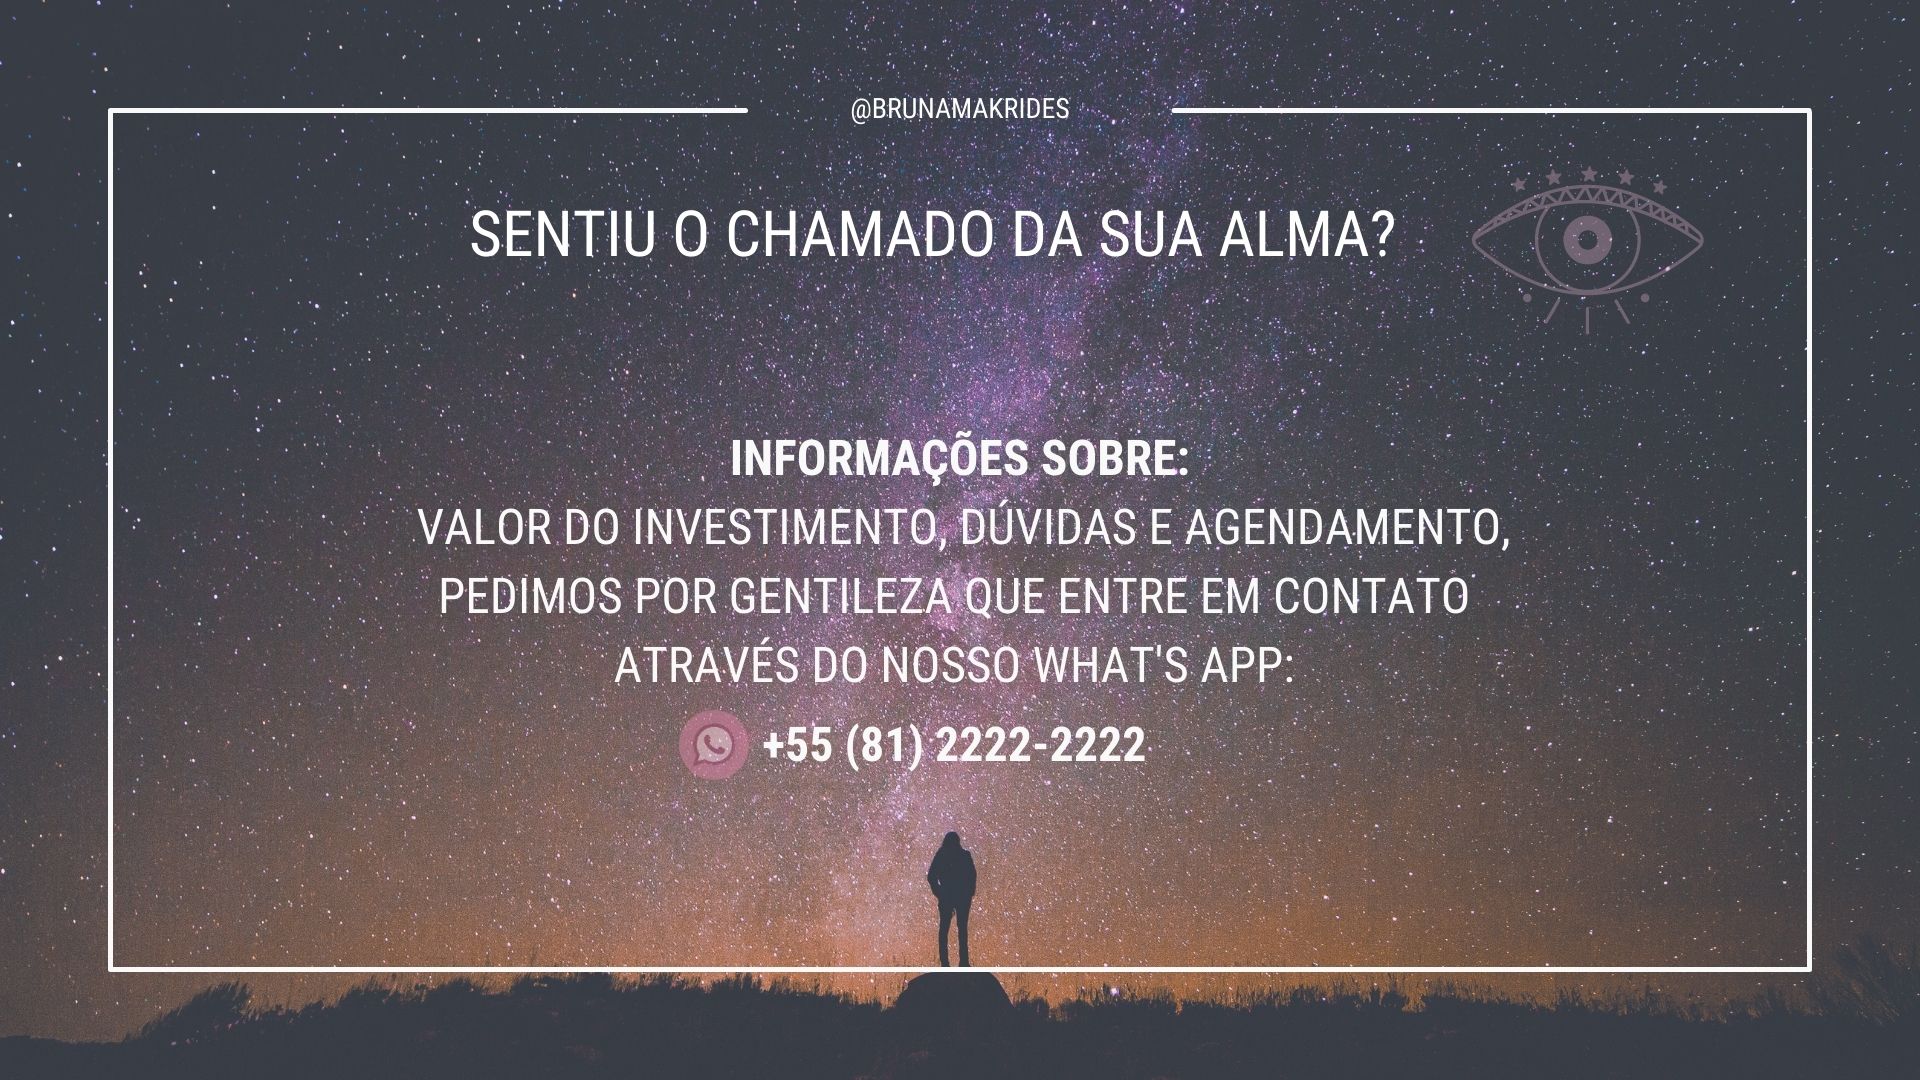 @BRUNAMAKRIDES
SENTIU O CHAMADO DA SUA ALMA?
INFORMAÇÕES SOBRE:
VALOR DO INVESTIMENTO, DÚVIDAS E AGENDAMENTO,
PEDIMOS POR GENTILEZA QUE ENTRE EM CONTATO
ATRAVÉS DO NOSSO WHAT'S APP:
+55 (81) 2222-2222